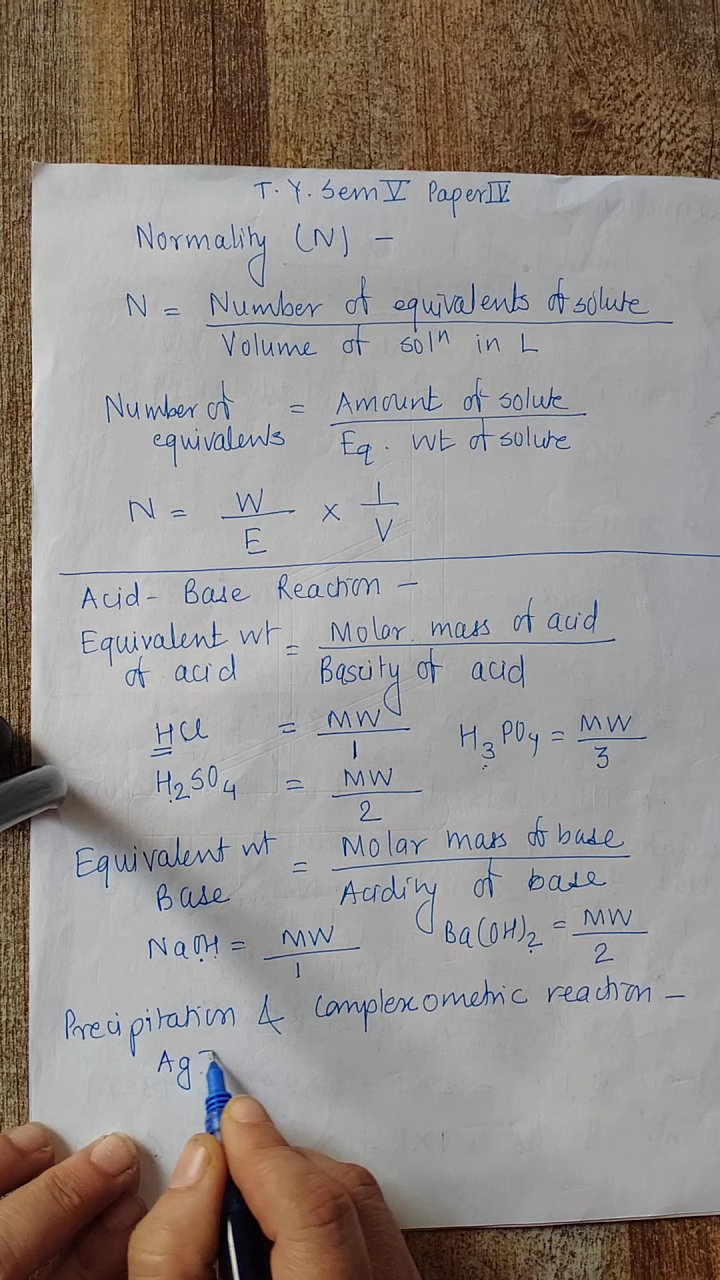 T. Y. Sem V Paper IV
Normality (N) -
N = Number of equivalents of solute
Volume of solⁿ in L
Number of equivalents = Amount of solute
Eq. Wt of solute
N = W/E × 1/V
Acid-Base Reaction -
Equivalent wt of acid = Molar mass of acid
Bascity of acid
HCl = MW/1
H₃PO₄ = MW/3
H₂SO₄ = MW/2
Equivalent wt Base = Molar mass of base
Acidity of base
NaOH = MW/1
Ba(OH)₂ = MW/2
Precipitation & Complexometric reaction -
Ag